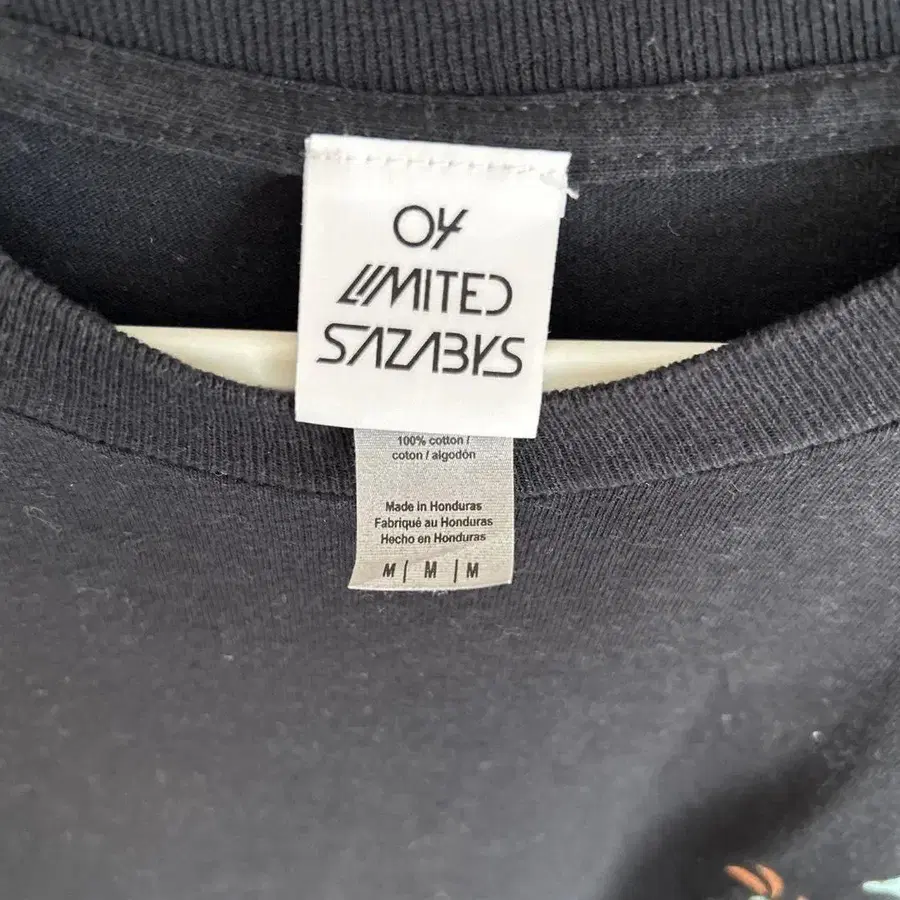 04
LIMITED
SAZABYS
100% cotton /
coton / algodón
Made in Honduras
Fabriqué au Honduras
Hecho en Honduras
M | M | M